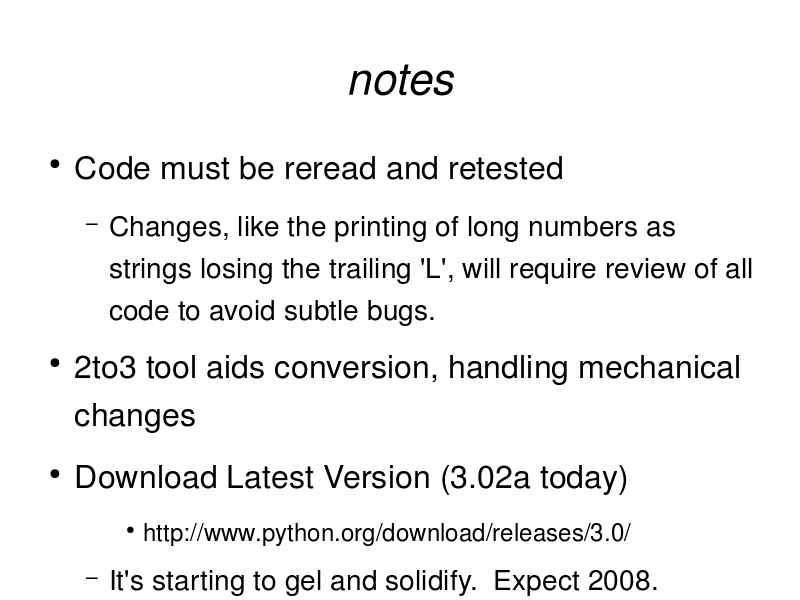 notes
• Code must be reread and retested
– Changes, like the printing of long numbers as
strings losing the trailing 'L', will require review of all
code to avoid subtle bugs.
• 2to3 tool aids conversion, handling mechanical
changes
• Download Latest Version (3.02a today)
• http://www.python.org/download/releases/3.0/
– It's starting to gel and solidify.  Expect 2008.